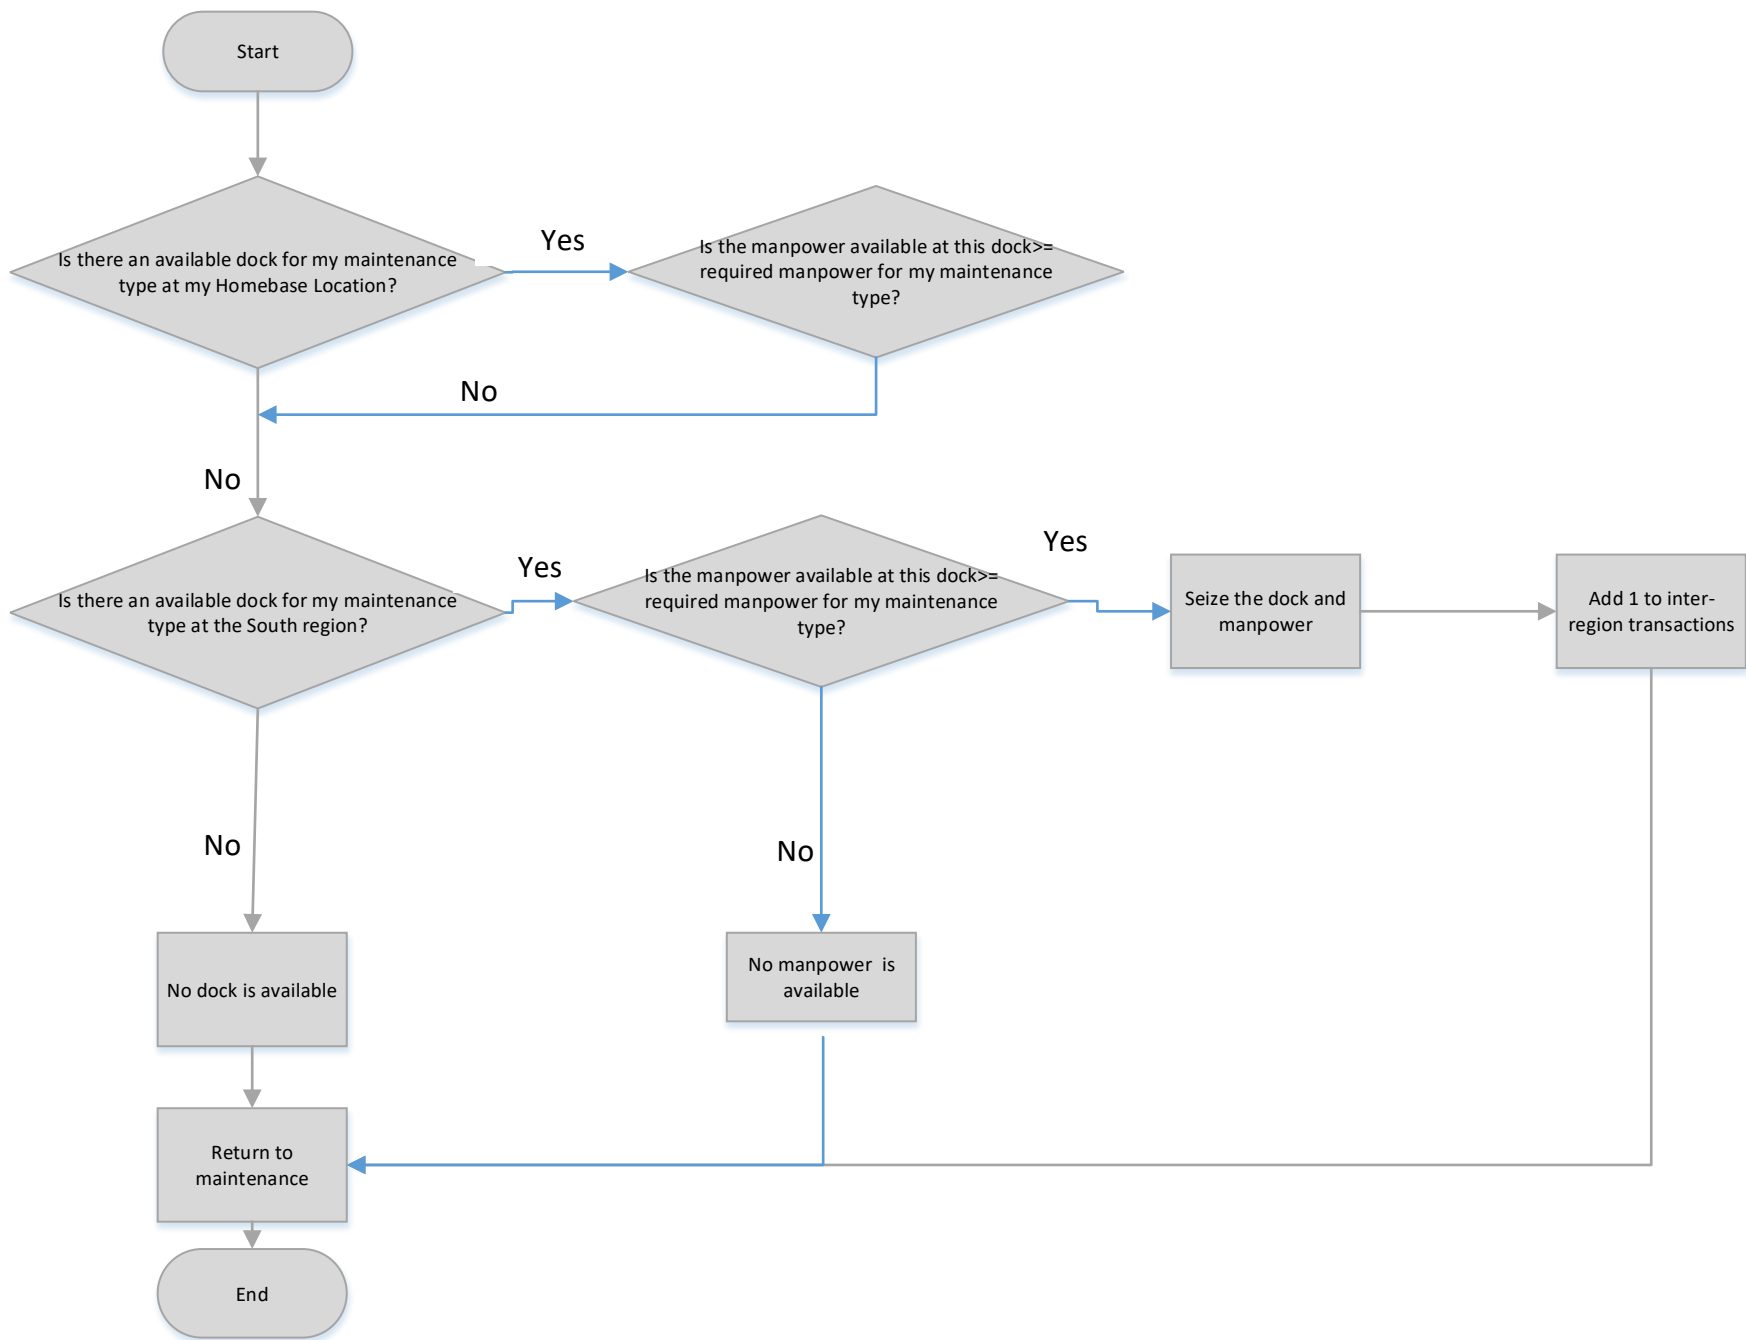 Start
Is there an available dock for my maintenance
type at my Homebase Location?
Yes
Is the manpower available at this dock>=
required manpower for my maintenance
type?
No
No
Is there an available dock for my maintenance
type at the South region?
Yes
Is the manpower available at this dock>=
required manpower for my maintenance
type?
Yes
Seize the dock and
manpower
Add 1 to inter-
region transactions
No
No
No dock is available
No manpower  is
available
Return to
maintenance
End